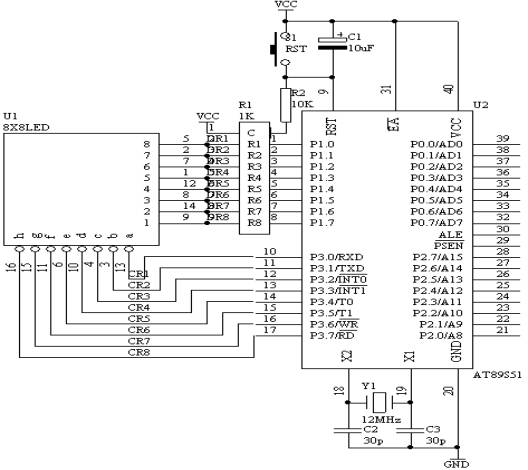 VCC
S1
RST
C1
10uF
+
R2
10K
9
31
40
U2
U1
8X8LED
VCC
R1
1K
1
C
RST
EA
VCC
8 5 DR1 R1 1 P1.0 P0.0/AD0 39
7 2 DR2 R2 2 P1.1 P0.1/AD1 38
6 7 DR3 R3 3 P1.2 P0.2/AD2 37
5 1 DR4 R4 4 P1.3 P0.3/AD3 36
4 12 DR5 R5 5 P1.4 P0.4/AD4 35
3 8 DR6 R6 6 P1.5 P0.5/AD5 34
2 14 DR7 R7 7 P1.6 P0.6/AD6 33
1 9 DR8 R8 8 P1.7 P0.7/AD7 32
ALE 30
PSEN 29
h g f e d c b a
16 15 11 6 10 4 3 13
CR1 10 P3.0/RXD P2.7/A15 28
CR2 11 P3.1/TXD P2.6/A14 27
CR3 12 P3.2/INT0 P2.5/A13 26
CR4 13 P3.3/INT1 P2.4/A12 25
CR5 14 P3.4/T0 P2.3/A11 24
CR6 15 P3.5/T1 P2.2/A10 23
CR7 16 P3.6/WR P2.1/A9 22
CR8 17 P3.7/RD P2.0/A8 21
X2
X1
GND
AT89S51
18
Y1
19
20
12MHz
C2
30p
C3
30p
GND